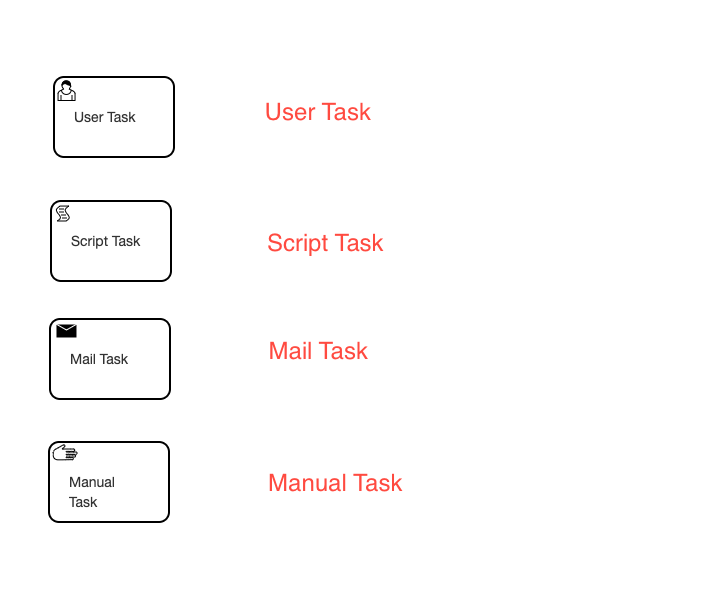 User Task
User Task
Script Task
Script Task
Mail Task
Mail Task
Manual
Task
Manual Task